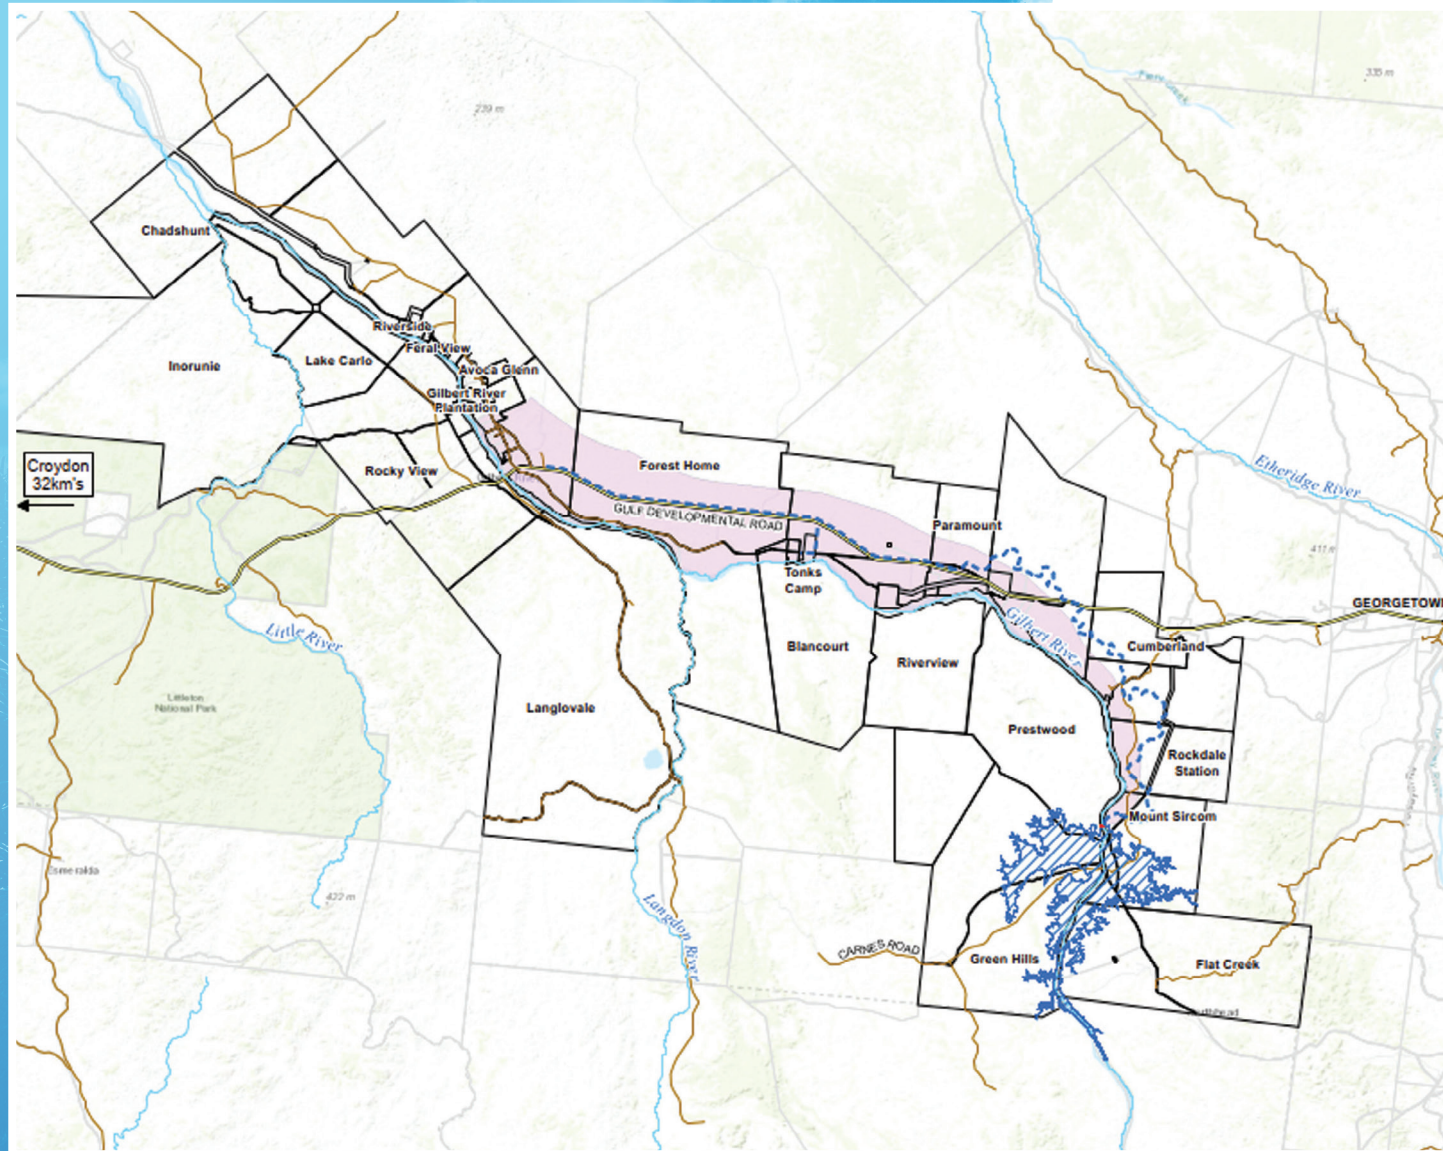 Fern Creek
335 m
239 m
Chadshunt
Riverside
Feral View
Inorunie
Lake Carlo
Avoca Glenn
Gilbert River
Plantation
Croydon
32km's
Rocky View
Forest Home
Etheridge River
GULF DEVELOPMENTAL ROAD
Paramount
411 m
Tonks
Camp
GEORGETOWN
Little River
Gilbert River
Cumberland
Blancourt
Riverview
Littleton
National Park
Langlovale
Prestwood
Rockdale
Station
Mount Sircom
Esmeralda
422 m
Langdon River
CARNES ROAD
Green Hills
Flat Creek